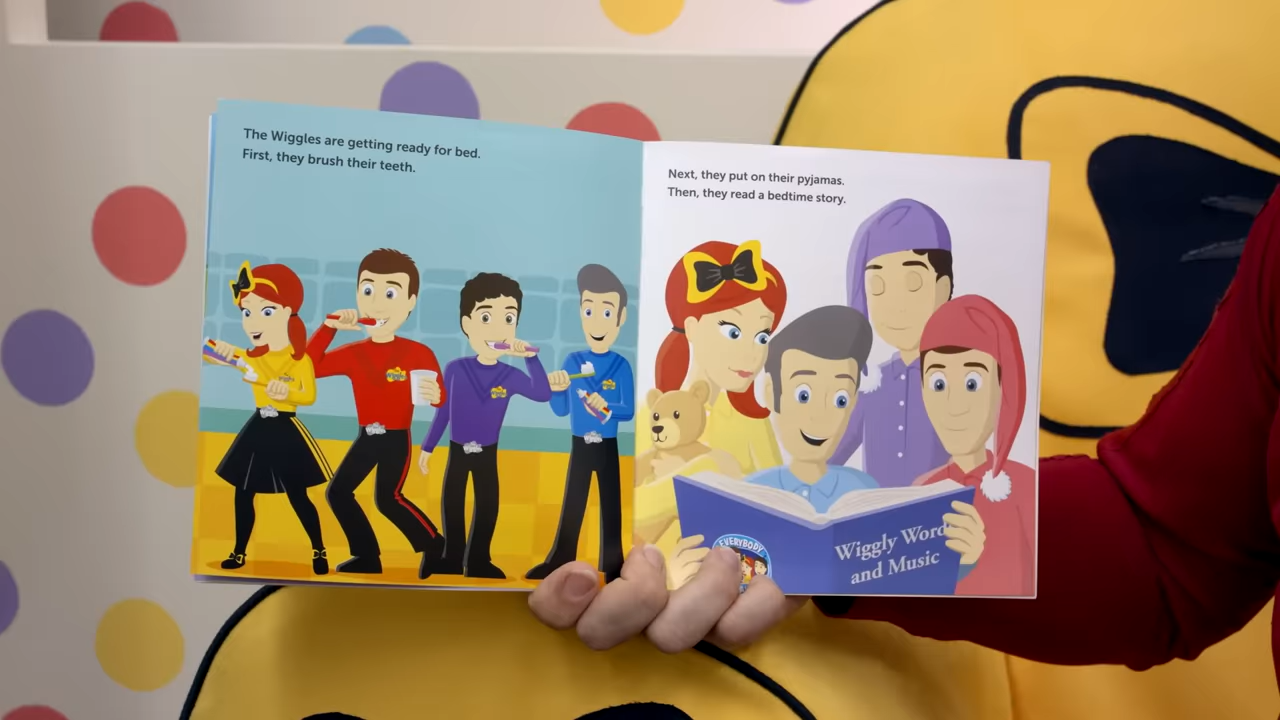 The Wiggles are getting ready for bed.
First, they brush their teeth.
Next, they put on their pyjamas.
Then, they read a bedtime story.
EVERYBODY
Wiggly Word
and Music